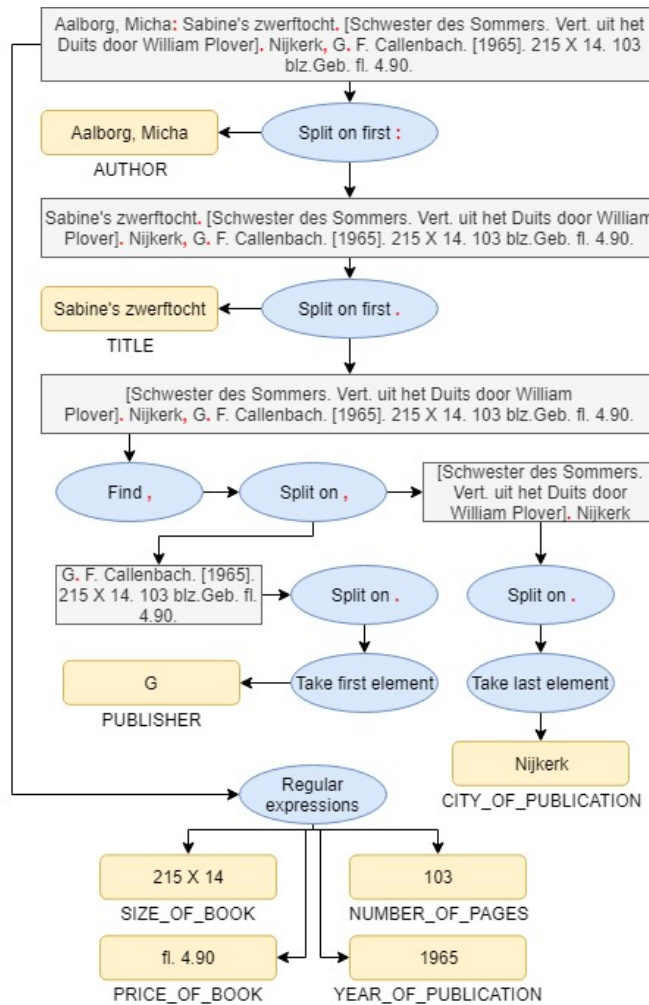 Aalborg, Micha: Sabine's zwerftocht. [Schwester des Sommers. Vert. uit het
Duits door William Plover]. Nijkerk, G. F. Callenbach. [1965]. 215 X 14. 103
blz.Geb. fl. 4.90.
Aalborg, Micha
Split on first :
AUTHOR
Sabine's zwerftocht. [Schwester des Sommers. Vert. uit het Duits door William
Plover]. Nijkerk, G. F. Callenbach. [1965]. 215 X 14. 103 blz.Geb. fl. 4.90.
Sabine's zwerftocht
Split on first .
TITLE
[Schwester des Sommers. Vert. uit het Duits door William
Plover]. Nijkerk, G. F. Callenbach. [1965]. 215 X 14. 103 blz.Geb. fl. 4.90.
Find ,
Split on ,
[Schwester des Sommers.
Vert. uit het Duits door
William Plover]. Nijkerk
G. F. Callenbach. [1965].
215 X 14. 103 blz.Geb. fl.
4.90.
Split on .
Split on .
G
Take first element
Take last element
PUBLISHER
Nijkerk
CITY_OF_PUBLICATION
Regular
expressions
215 X 14
103
SIZE_OF_BOOK
NUMBER_OF_PAGES
fl. 4.90
1965
PRICE_OF_BOOK
YEAR_OF_PUBLICATION